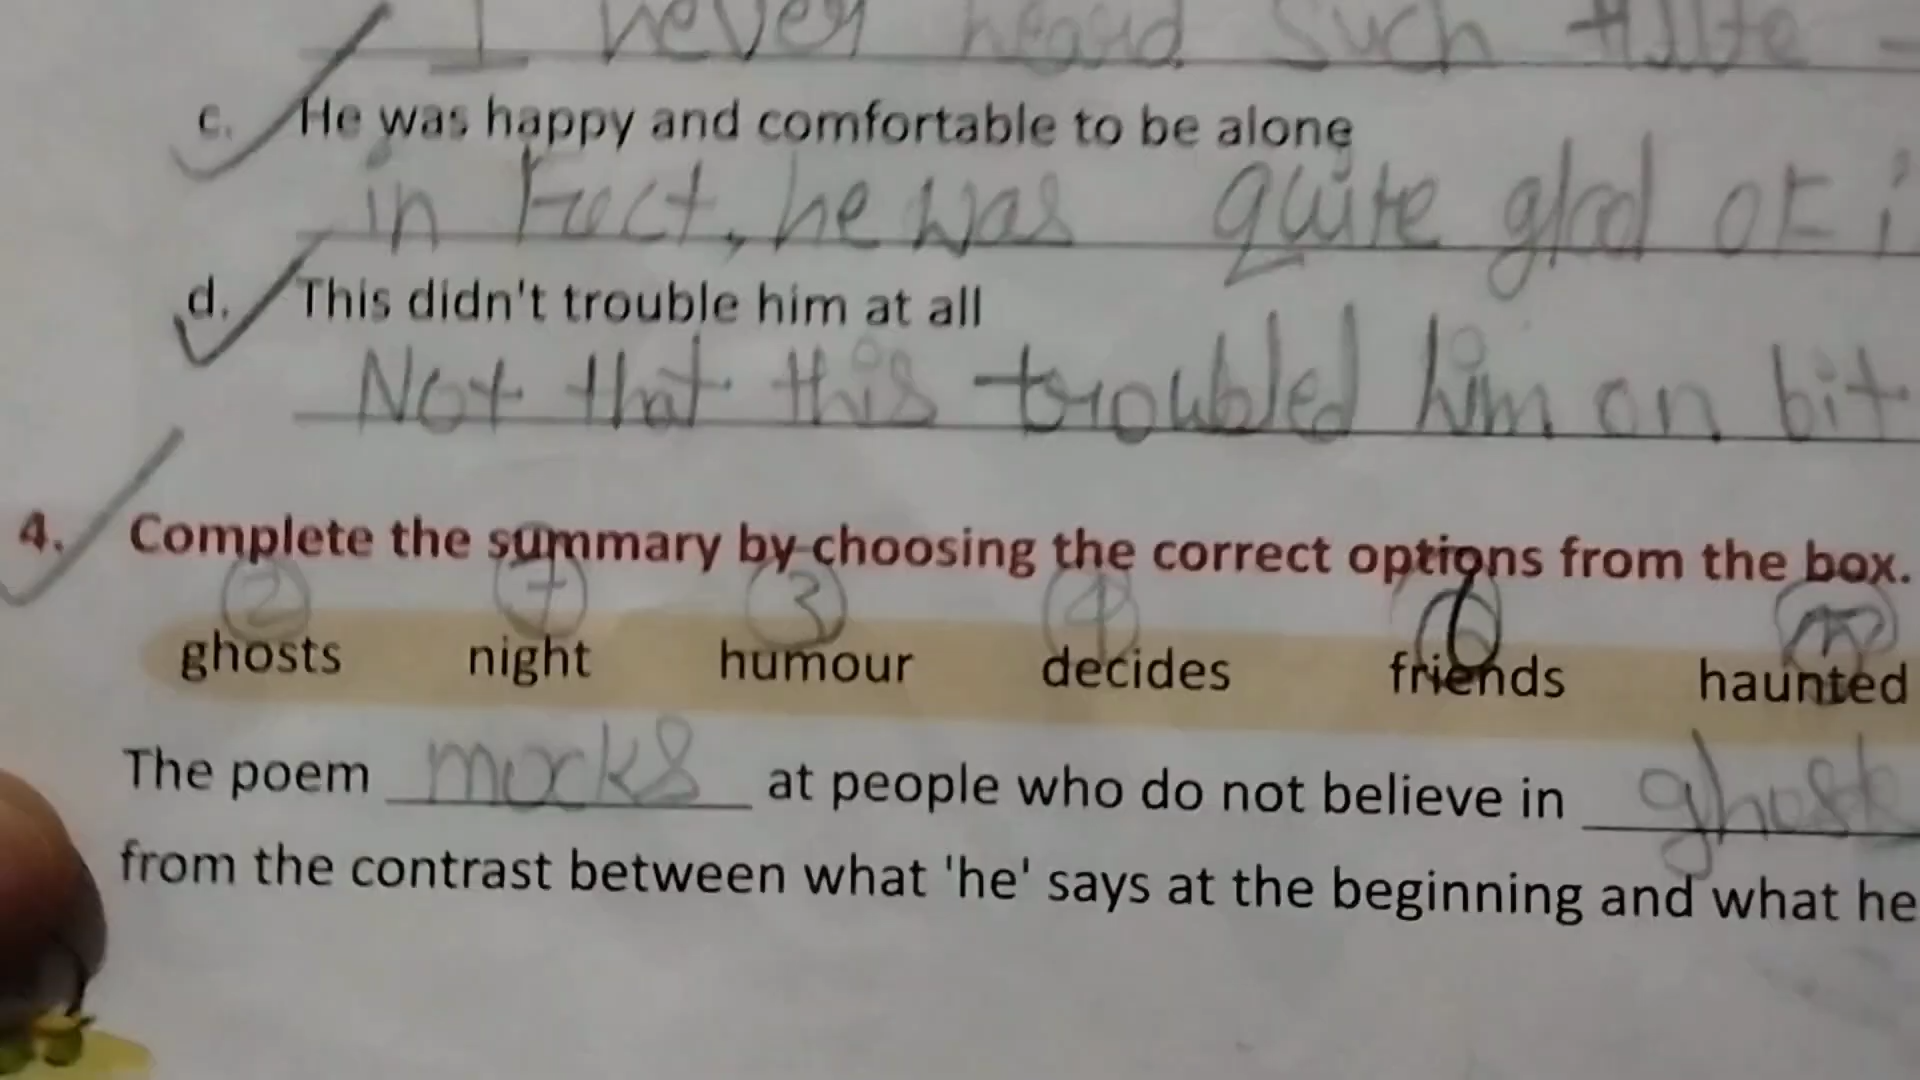 I never heard such
c. He was happy and comfortable to be alone
in Fact, he was quite glad of i
d. This didn't trouble him at all
Not that this troubled him on bit
4. Complete the summary by choosing the correct options from the box.
2 7 3 4 6
ghosts night humour decides friends haunted
The poem mocks at people who do not believe in ghosts
from the contrast between what 'he' says at the beginning and what he